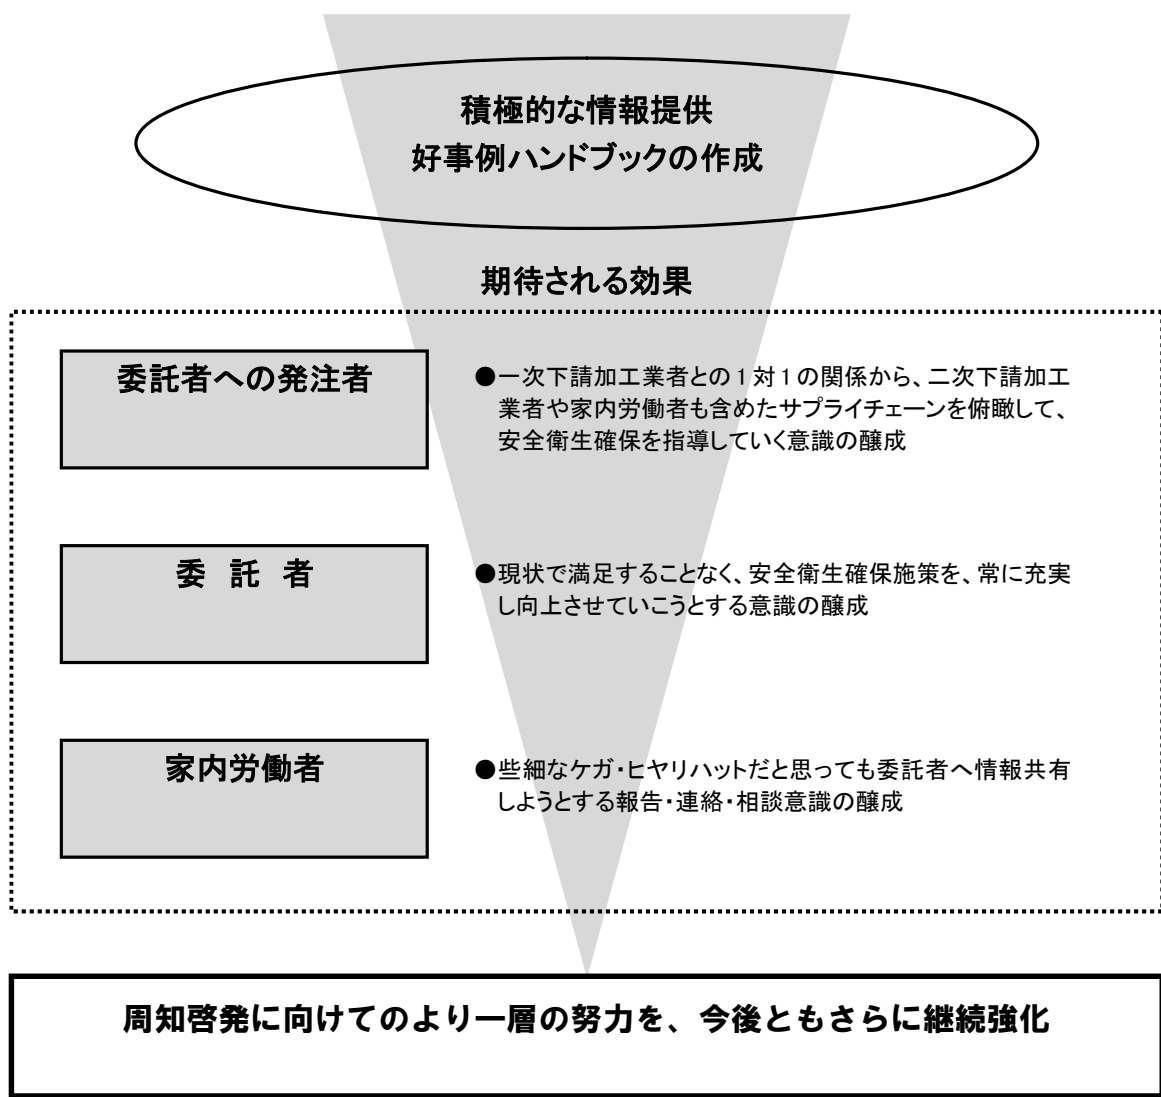 積極的な情報提供
好事例ハンドブックの作成
期待される効果
委託者への発注者
●一次下請加工業者との１対１の関係から、二次下請加工
業者や家内労働者も含めたサプライチェーンを俯瞰して、
安全衛生確保を指導していく意識の醸成
委　託　者
●現状で満足することなく、安全衛生確保施策を、常に充実
し向上させていこうとする意識の醸成
家内労働者
●些細なケガ・ヒヤリハットだと思っても委託者へ情報共有
しようとする報告・連絡・相談意識の醸成
周知啓発に向けてのより一層の努力を、今後ともさらに継続強化